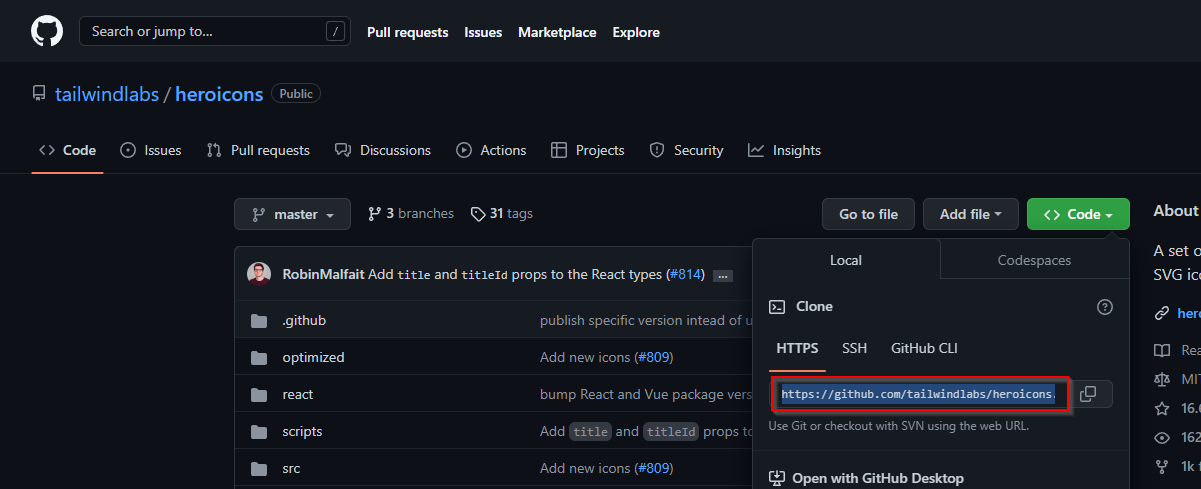 Search or jump to... /
Pull requests Issues Marketplace Explore
tailwindlabs / heroicons Public
Code Issues Pull requests Discussions Actions Projects Security Insights
master 3 branches 31 tags Go to file Add file Code
About
A set o
SVG ic
hero
Rea
MIT
16.6
162
1k f
RobinMalfait Add title and titleId props to the React types (#814) ...
.github publish specific version intead of u
optimized Add new icons (#809)
react bump React and Vue package vers
scripts Add title and titleId props to
src Add new icons (#809)
Local Codespaces
Clone
HTTPS SSH GitHub CLI
https://github.com/tailwindlabs/heroicons.
Use Git or checkout with SVN using the web URL.
Open with GitHub Desktop